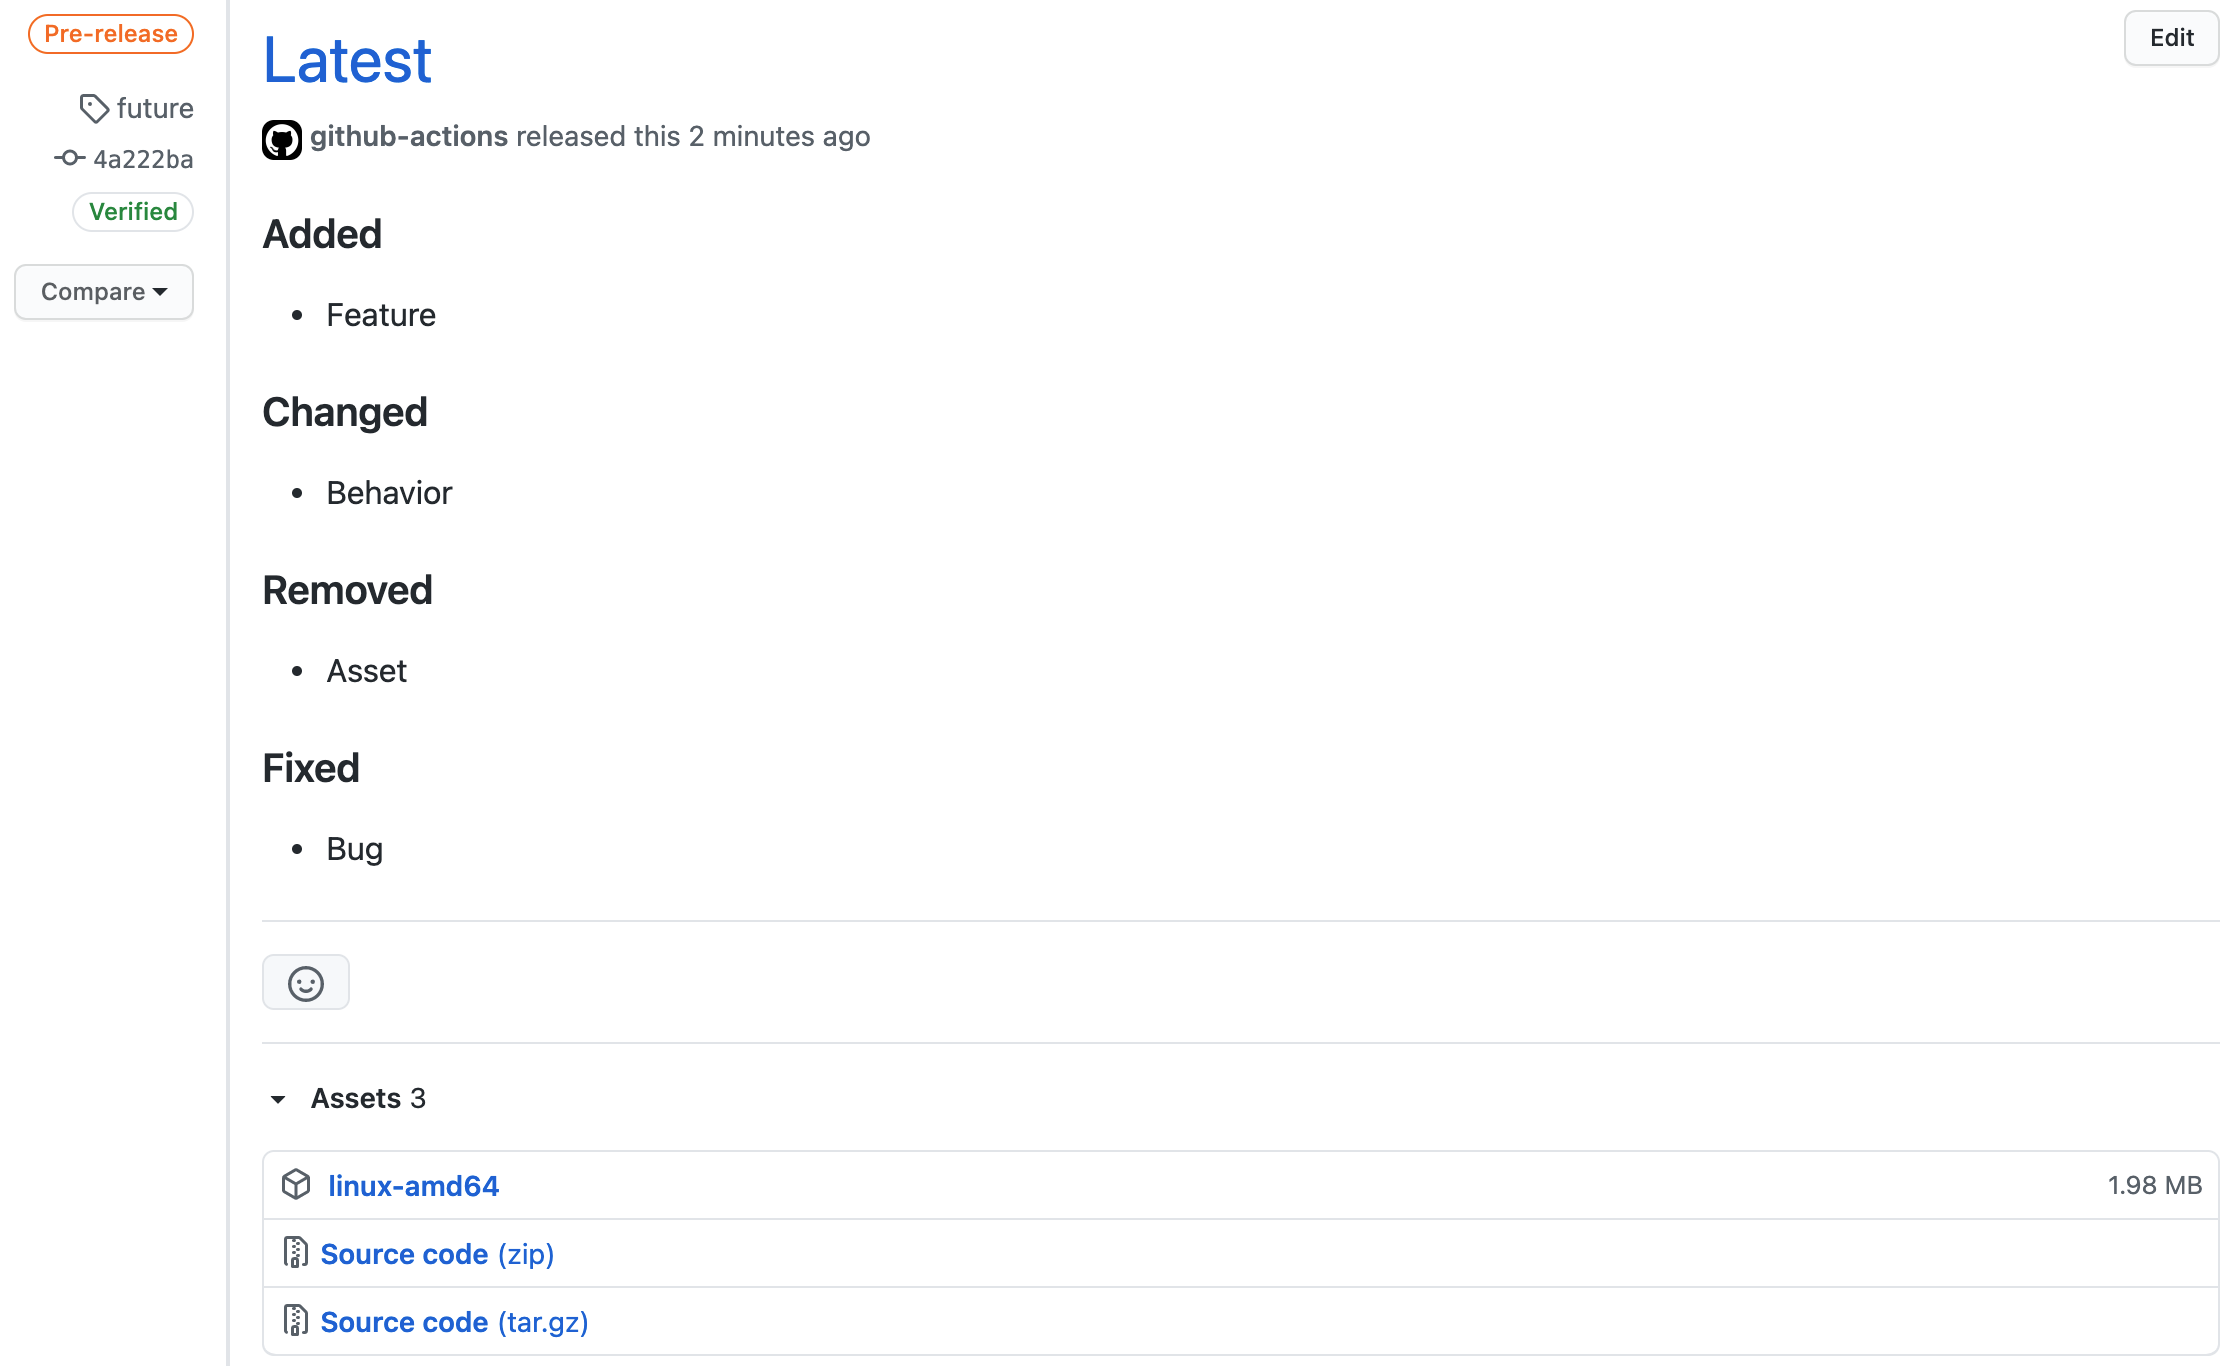 Pre-release
future
4a222ba
Verified
Compare
Latest
Edit
github-actions released this 2 minutes ago
Added
• Feature
Changed
• Behavior
Removed
• Asset
Fixed
• Bug
Assets 3
linux-amd64 1.98 MB
Source code (zip)
Source code (tar.gz)